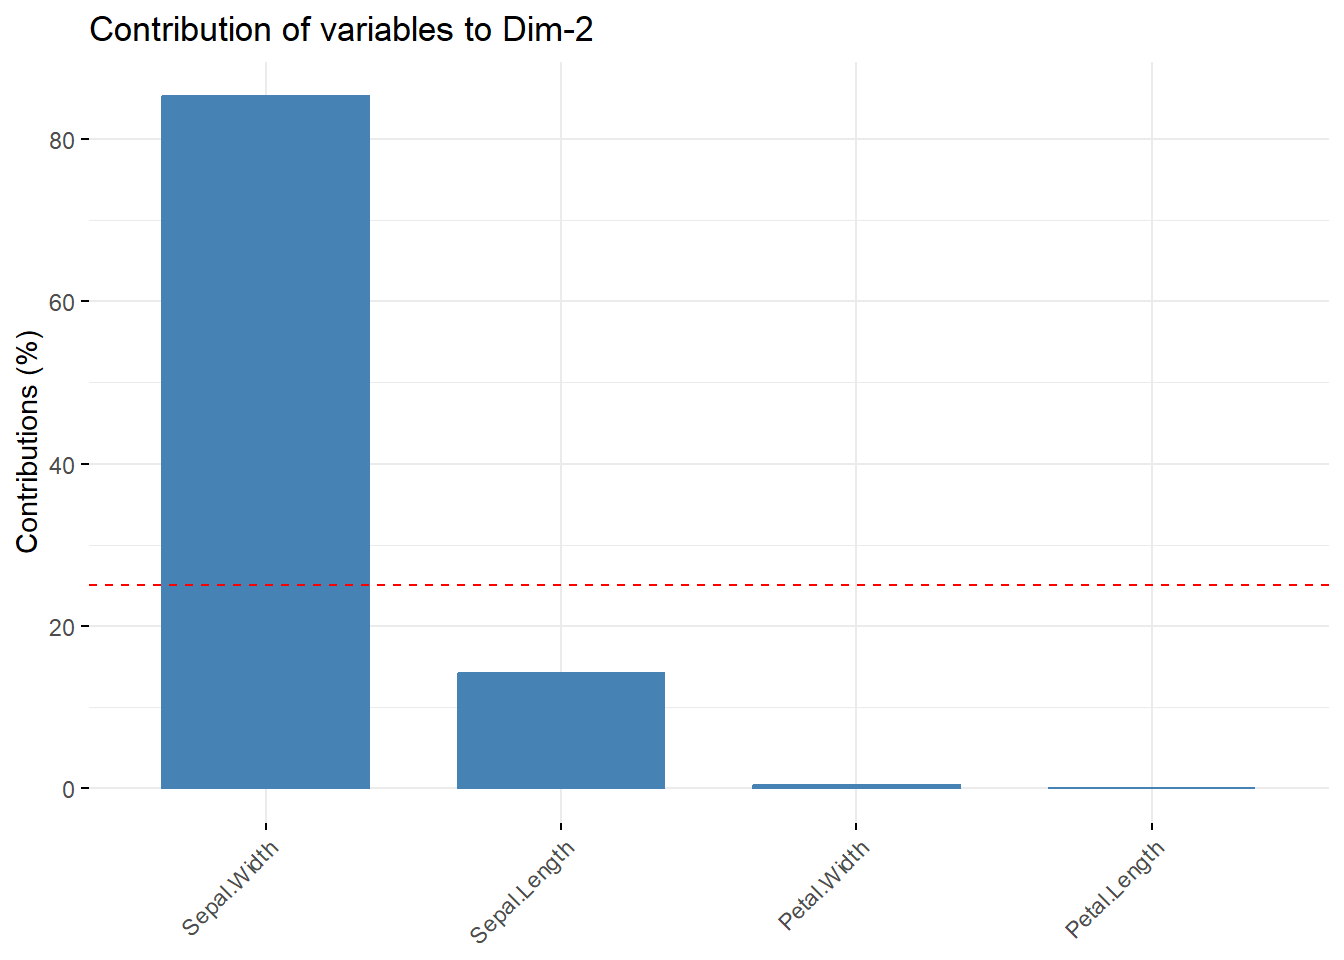 Contribution of variables to Dim-2
Contributions (%)
80
60
40
20
0
Sepal.Width
Sepal.Length
Petal.Width
Petal.Length